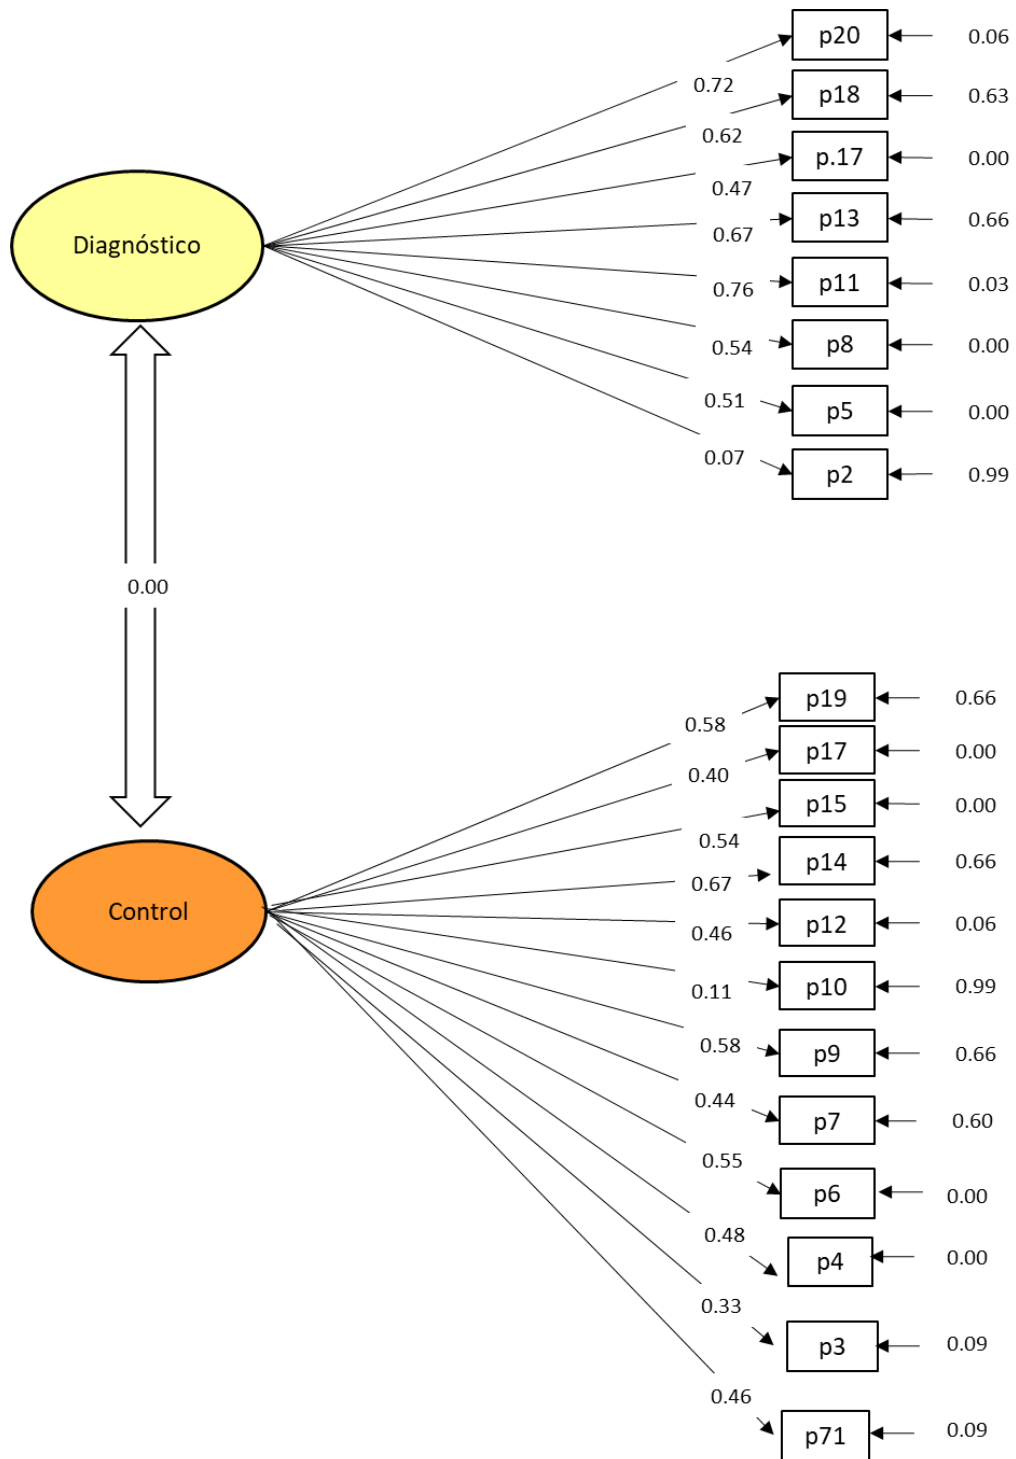 p20 0.06
0.72
p18 0.63
0.62
p.17 0.00
0.47
p13 0.66
0.67
Diagnóstico
p11 0.03
0.76
p8 0.00
0.54
p5 0.00
0.51
p2 0.99
0.07
0.00
p19 0.66
0.58
p17 0.00
0.40
p15 0.00
0.54
p14 0.66
0.67
Control
p12 0.06
0.46
p10 0.99
0.11
p9 0.66
0.58
p7 0.60
0.44
p6 0.00
0.55
p4 0.00
0.48
p3 0.09
0.33
p71 0.09
0.46